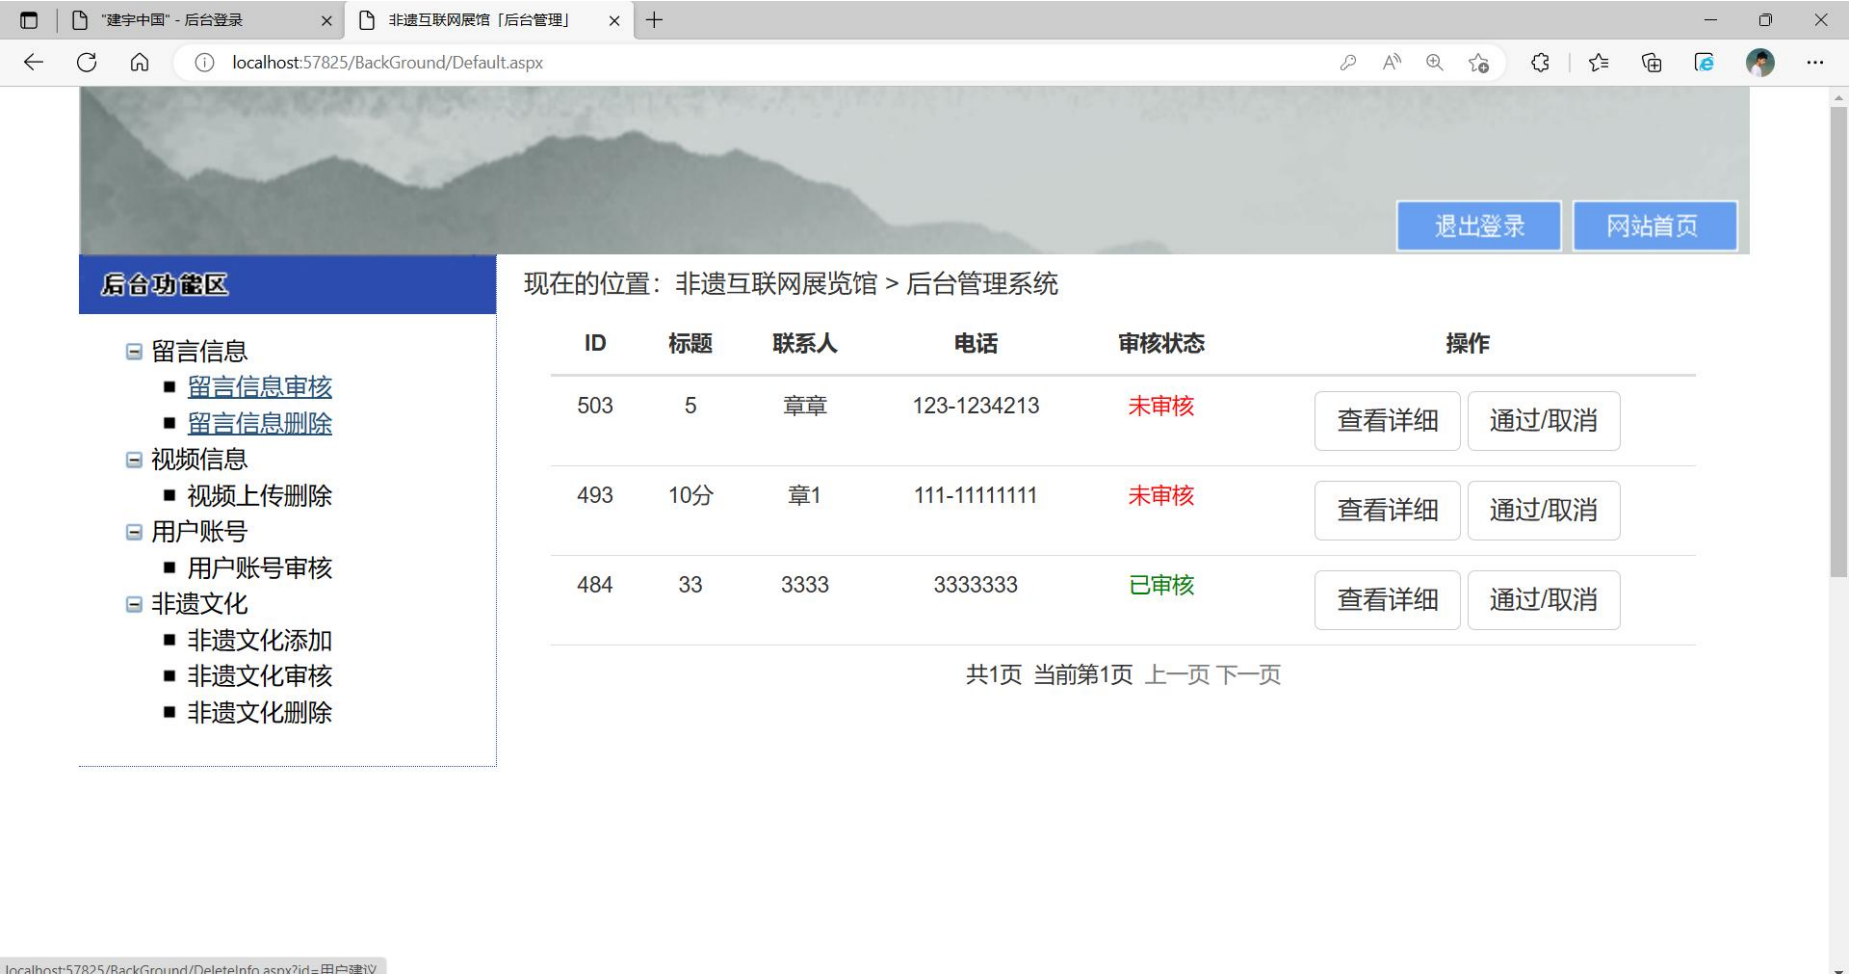 "建宇中国" - 后台登录
非遗互联网展馆「后台管理」
localhost:57825/BackGround/Default.aspx
退出登录 网站首页
后台功能区
留言信息
留言信息审核
留言信息删除
视频信息
视频上传删除
用户账号
用户账号审核
非遗文化
非遗文化添加
非遗文化审核
非遗文化删除
现在的位置：非遗互联网展览馆 > 后台管理系统
ID 标题 联系人 电话 审核状态 操作
503 5 章章 123-1234213 未审核 查看详细 通过/取消
493 10分 章1 111-11111111 未审核 查看详细 通过/取消
484 33 3333 3333333 已审核 查看详细 通过/取消
共1页 当前第1页 上一页 下一页
localhost:57825/BackGround/DeleteInfo.aspx?id=用户建议